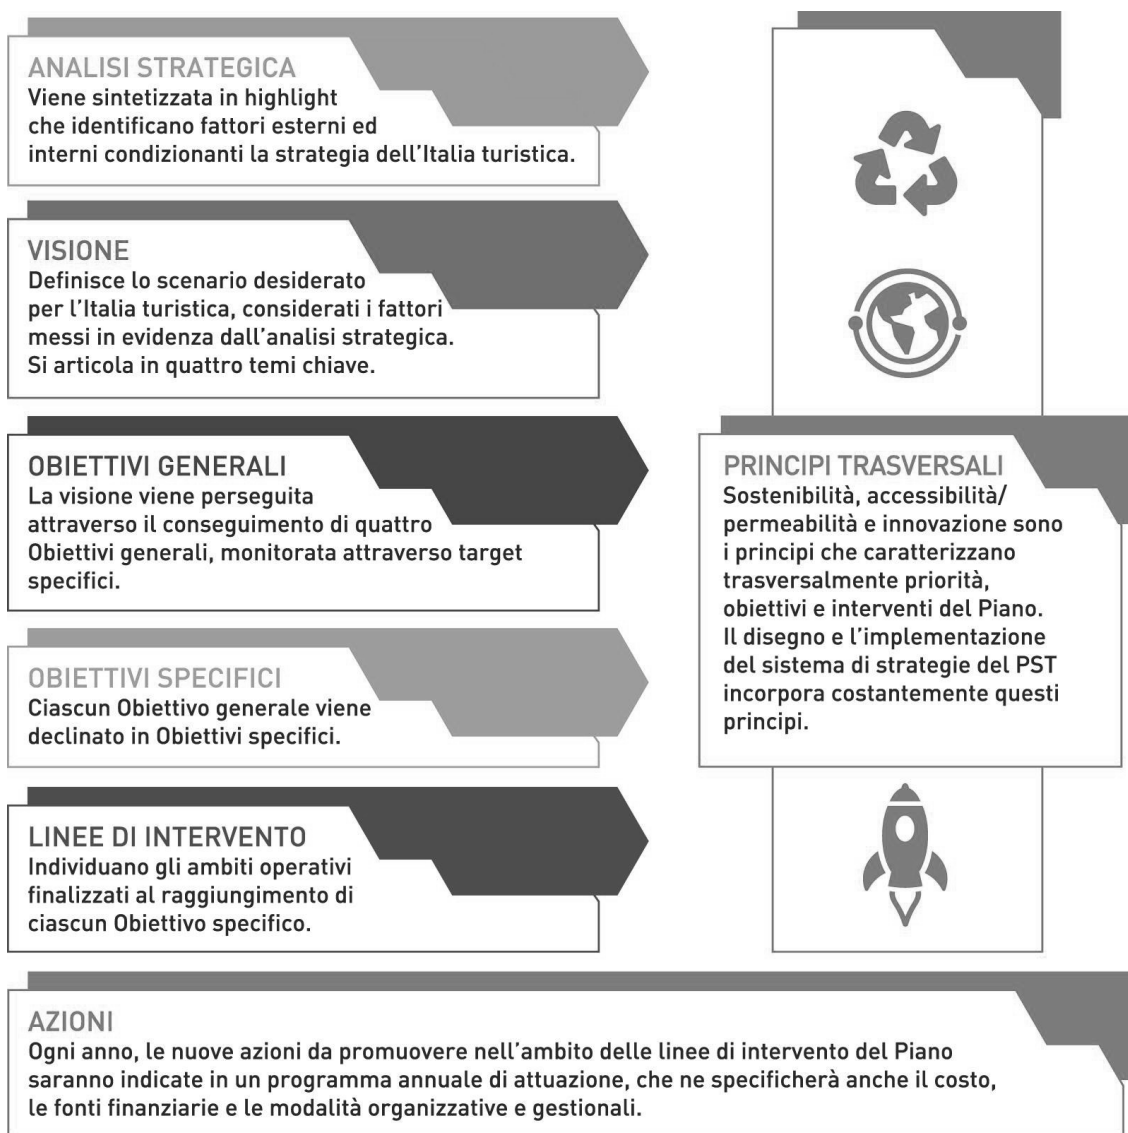 ANALISI STRATEGICA
Viene sintetizzata in highlight
che identificano fattori esterni ed
interni condizionanti la strategia dell'Italia turistica.
VISIONE
Definisce lo scenario desiderato
per l'Italia turistica, considerati i fattori
messi in evidenza dall'analisi strategica.
Si articola in quattro temi chiave.
OBIETTIVI GENERALI
La visione viene perseguita
attraverso il conseguimento di quattro
Obiettivi generali, monitorata attraverso target
specifici.
OBIETTIVI SPECIFICI
Ciascun Obiettivo generale viene
declinato in Obiettivi specifici.
LINEE DI INTERVENTO
Individuano gli ambiti operativi
finalizzati al raggiungimento di
ciascun Obiettivo specifico.
PRINCIPI TRASVERSALI
Sostenibilità, accessibilità/
permeabilità e innovazione sono
i principi che caratterizzano
trasversalmente priorità,
obiettivi e interventi del Piano.
Il disegno e l'implementazione
del sistema di strategie del PST
incorpora costantemente questi
principi.
AZIONI
Ogni anno, le nuove azioni da promuovere nell'ambito delle linee di intervento del Piano
saranno indicate in un programma annuale di attuazione, che ne specificherà anche il costo,
le fonti finanziarie e le modalità organizzative e gestionali.